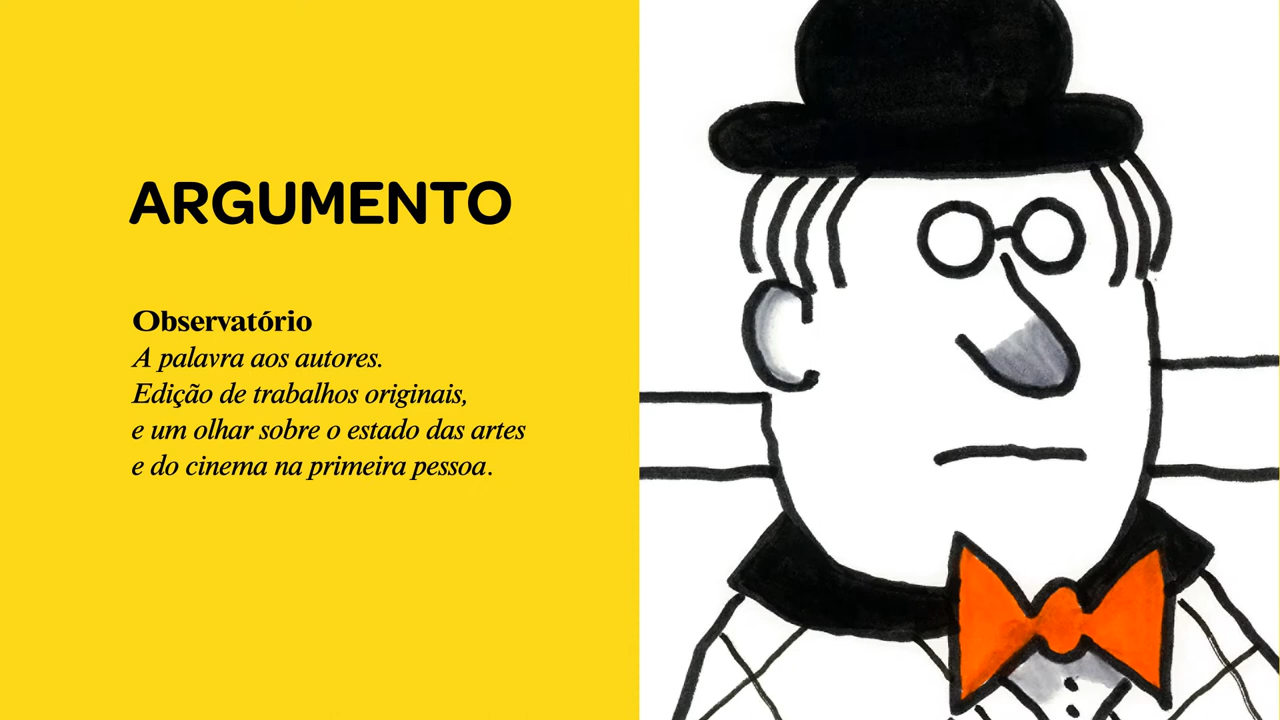 ARGUMENTO
Observatório
A palavra aos autores.
Edição de trabalhos originais,
e um olhar sobre o estado das artes
e do cinema na primeira pessoa.